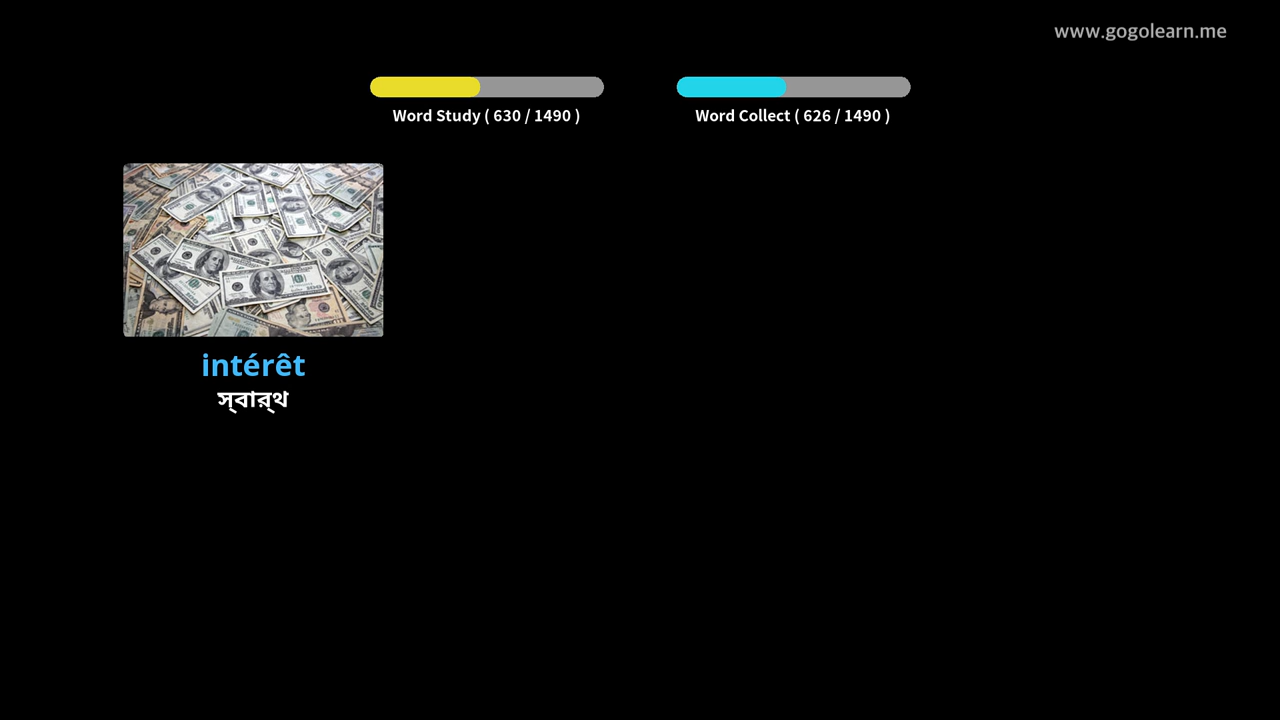 www.gogolearn.me
Word Study ( 630 / 1490 )
Word Collect ( 626 / 1490 )
intérêt
স্বার্থ